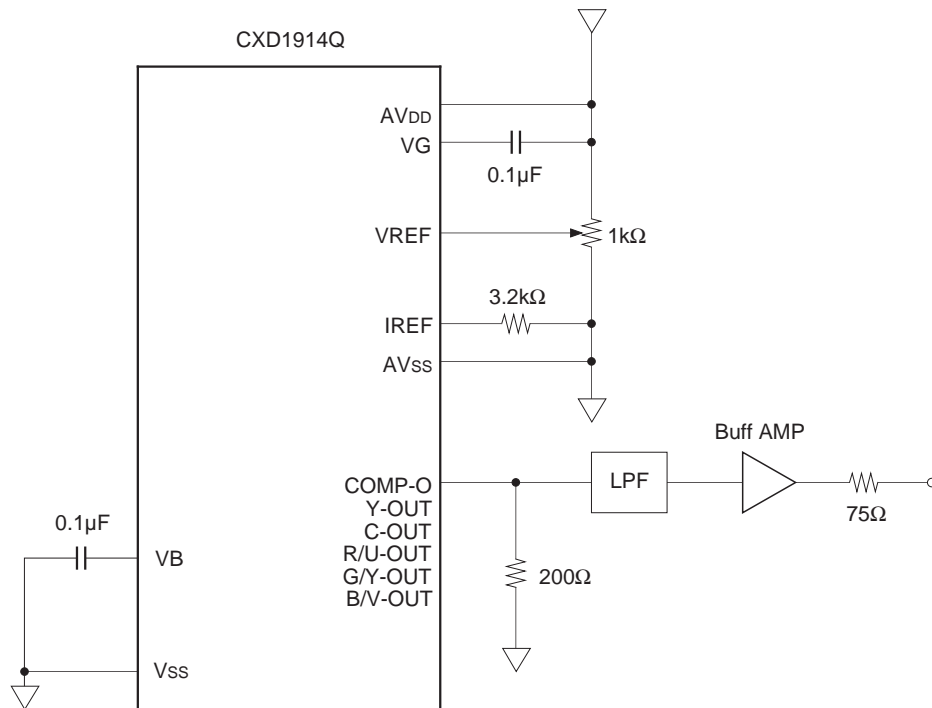 CXD1914Q
AVDD
VG
0.1µF
VREF
1kΩ
3.2kΩ
IREF
AVSS
Buff AMP
COMP-O
LPF
Y-OUT
C-OUT
75Ω
0.1µF
R/U-OUT
VB
G/Y-OUT
200Ω
B/V-OUT
VSS